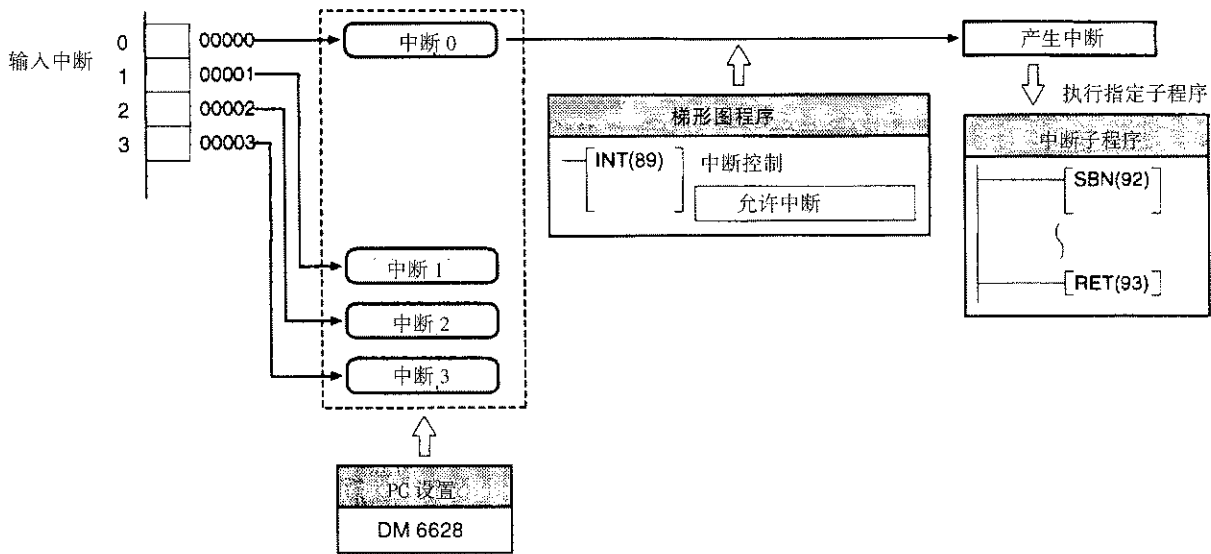 输入中断
0
00000
1
00001
2
00002
3
00003
中断 0
中断 1
中断 2
中断 3
PC 设置
DM 6628
梯形图程序
INT(89)
中断控制
允许中断
产生中断
执行指定子程序
中断子程序
SBN(92)
RET(93)